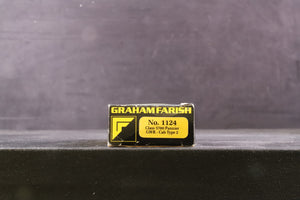 GRAHAM FARISH
No. 1124
Class 5700 Pannier
GWR - Cab Type 2